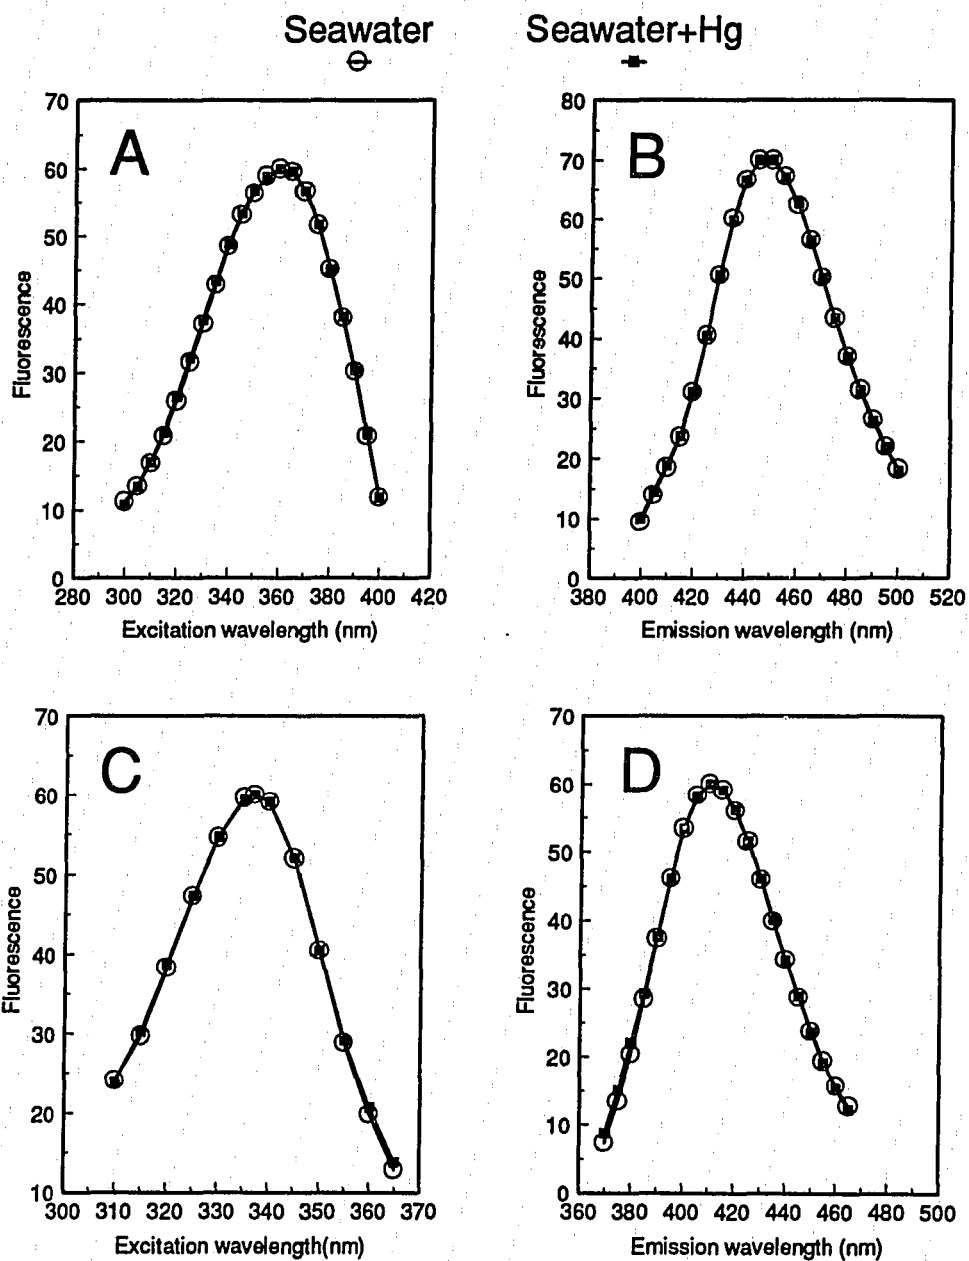 Seawater Seawater+Hg
70
60
50
40
30
20
10
0
A
Fluorescence
280 300 320 340 360 380 400 420
Excitation wavelength (nm)
80
70
60
50
40
30
20
10
0
B
Fluorescence
380 400 420 440 460 480 500 520
Emission wavelength (nm)
70
60
50
40
30
20
10
C
Fluorescence
300 310 320 330 340 350 360 370
Excitation wavelength(nm)
70
60
50
40
30
20
10
0
D
Fluorescence
360 380 400 420 440 460 480 500
Emission wavelength (nm)